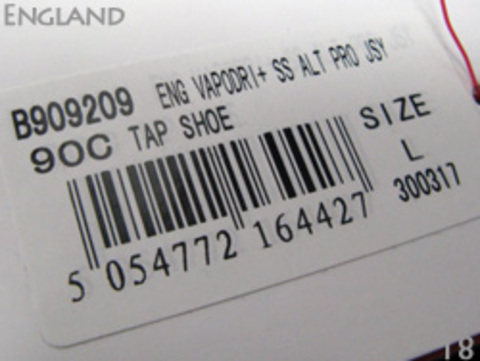 ENGLAND
B909209 ENG VAPODRI+ SS ALT PRO JSY
90C TAP SHOE
SIZE
L
300317
5 054772 164427
18